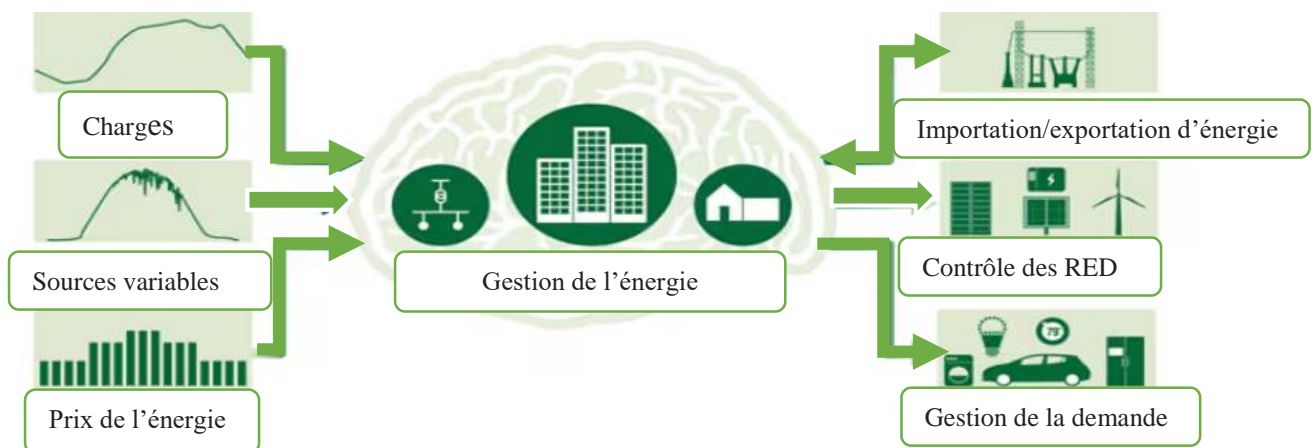 Charges
Importation/exportation d’énergie
Sources variables
Gestion de l’énergie
Contrôle des RED
Prix de l’énergie
Gestion de la demande